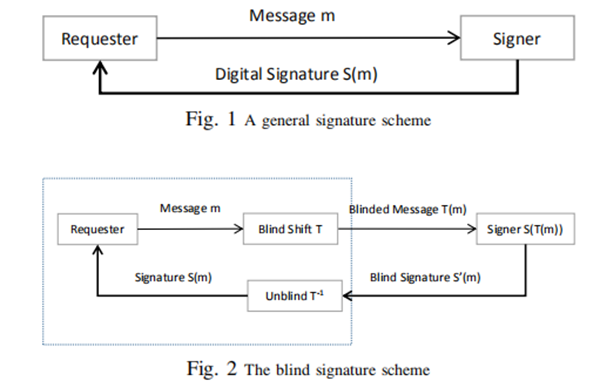 Message m
Requester
Signer
Digital Signature S(m)
Fig. 1 A general signature scheme
Message m
Blinded Message T(m)
Requester
Blind Shift T
Signer S(T(m))
Signature S(m)
Blind Signature S'(m)
Unblind T⁻¹
Fig. 2 The blind signature scheme